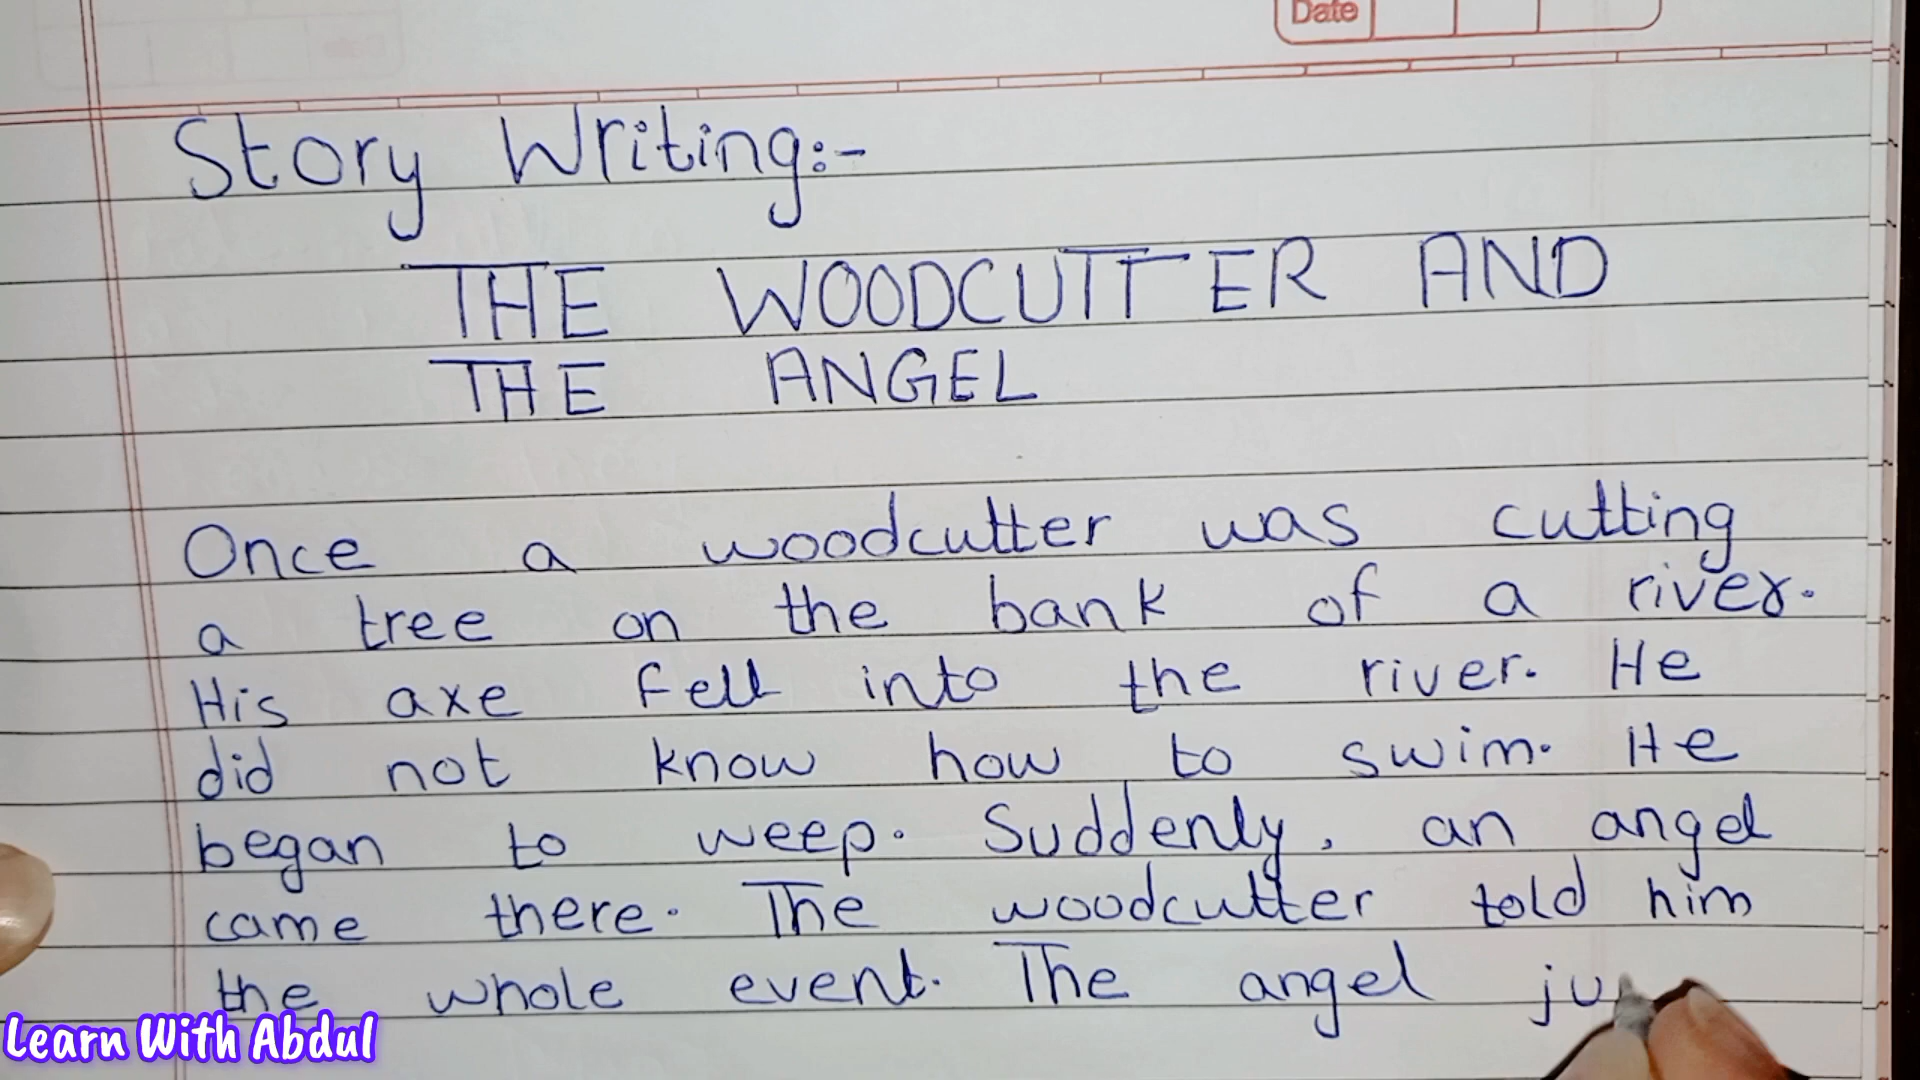 Date
Story Writing:-
THE WOODCUTTER AND
THE ANGEL
Once a woodcutter was cutting
a tree on the bank of a river.
His axe fell into the river. He
did not know how to swim. He
began to weep. Suddenly, an angel
came there. The woodcutter told him
the whole event. The angel
Learn With Abdul